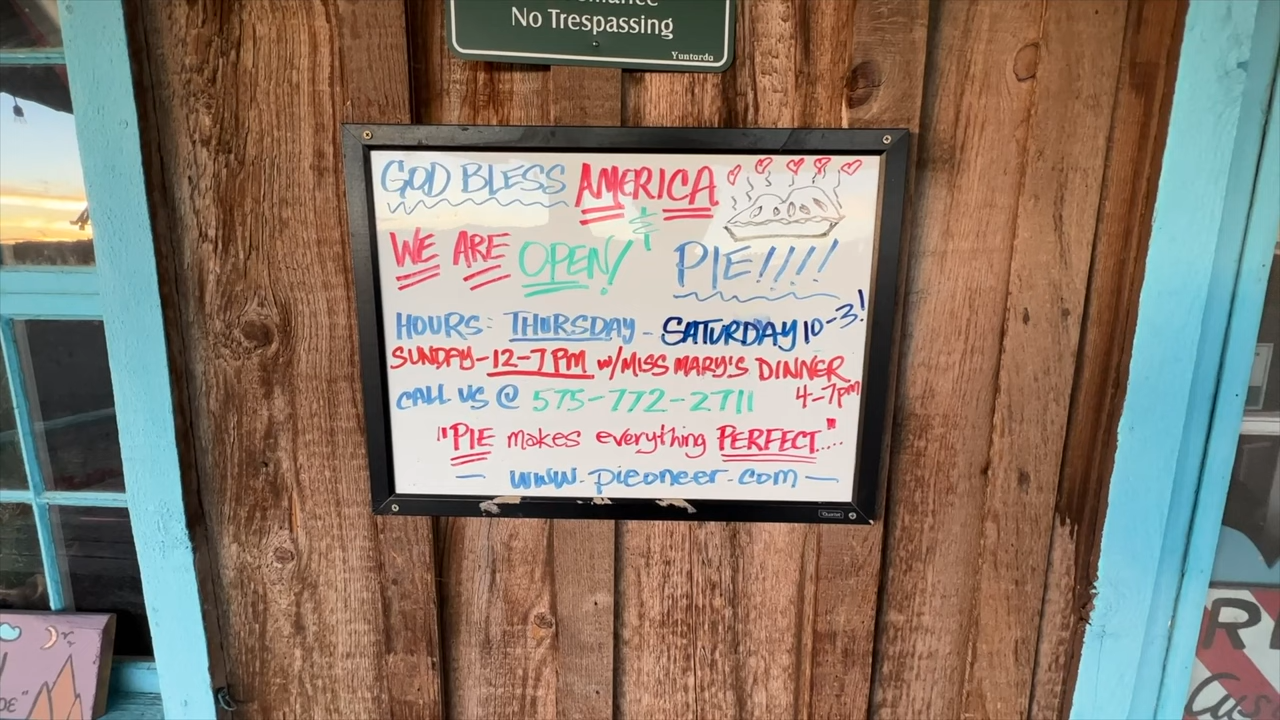 No Trespassing
Yuntarda
GOD BLESS AMERICA
&
WE ARE OPEN! PIE!!!!
HOURS: THURSDAY - SATURDAY 10-3!
SUNDAY-12-7PM w/MISS MARY'S DINNER
4-7pm
CALL US @ 575-772-2711
"PIE makes everything PERFECT..."
- www.pieoneer.com -
Quartet